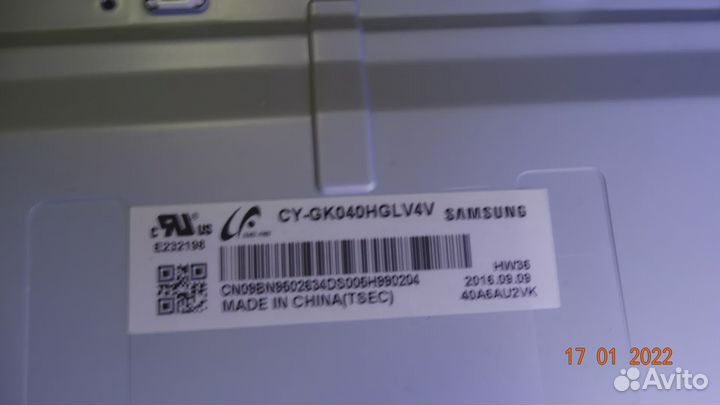 CY-GK040HGLV4V SAMSUNG
c RU US
E232198
HW36
CN09BN9602634DS005H990204 2016.09.09
MADE IN CHINA(TSEC) 40A6AU2VK
17 01 2022
Avito